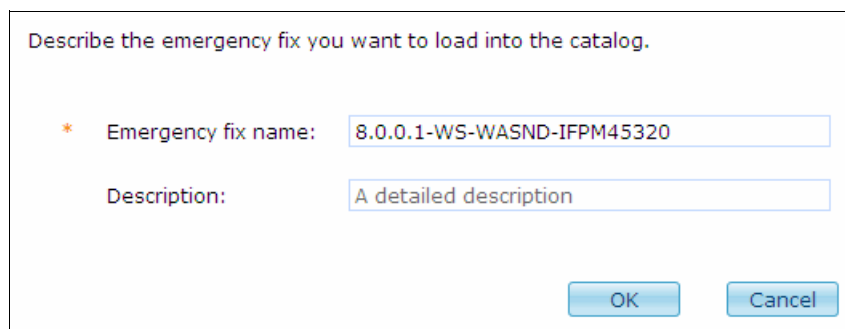 Describe the emergency fix you want to load into the catalog.
* Emergency fix name: 8.0.0.1-WS-WASND-IFPM45320
Description: A detailed description
OK Cancel